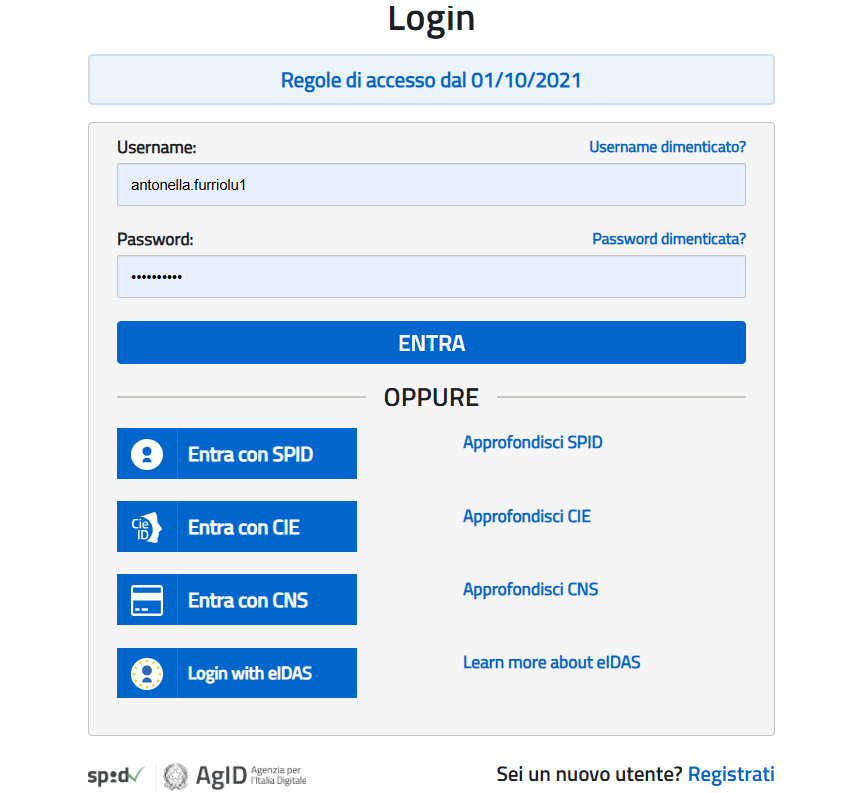 Login
Regole di accesso dal 01/10/2021
Username: Username dimenticato?
antonella.furriolu1
Password: Password dimenticata?
••••••••••
ENTRA
OPPURE
Entra con SPID Approfondisci SPID
Cie ID Entra con CIE Approfondisci CIE
Entra con CNS Approfondisci CNS
Login with eIDAS Learn more about eIDAS
spid AgID Agenzia per l'Italia Digitale Sei un nuovo utente? Registrati